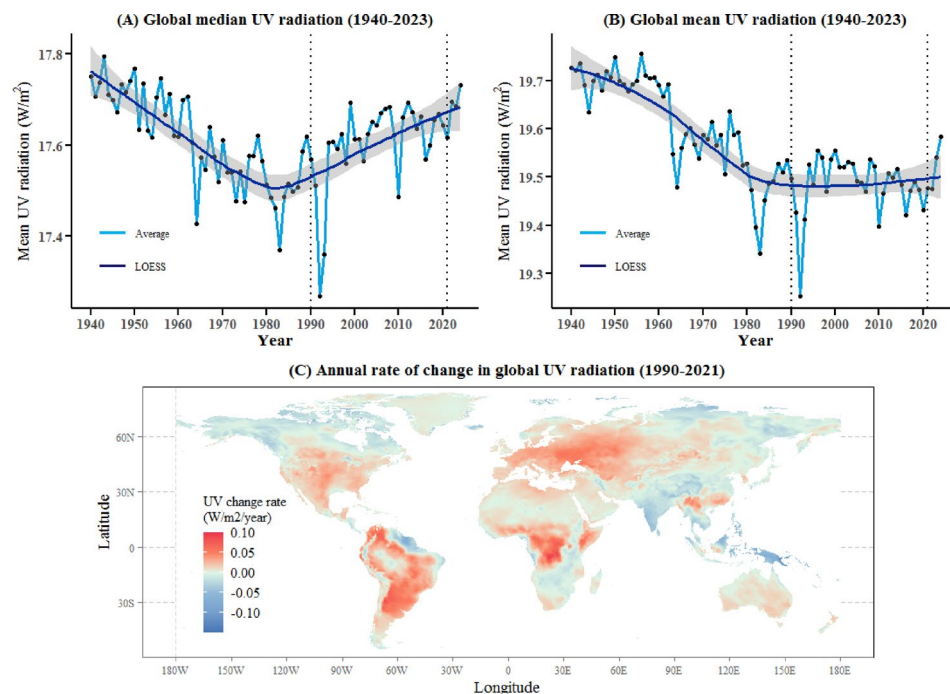 (A) Global median UV radiation (1940-2023)
Mean UV radiation (W/m²)
17.8
17.6
17.4
Average
LOESS
1940 1950 1960 1970 1980 1990 2000 2010 2020
Year
(B) Global mean UV radiation (1940-2023)
Mean UV radiation (W/m²)
19.7
19.6
19.5
19.4
19.3
Average
LOESS
1940 1950 1960 1970 1980 1990 2000 2010 2020
Year
(C) Annual rate of change in global UV radiation (1990-2021)
Latitude
60N
30N
0
30S
UV change rate
(W/m2/year)
0.10
0.05
0.00
-0.05
-0.10
180W 150W 120W 90W 60W 30W 0 30E 60E 90E 120E 150E 180E
Longitude